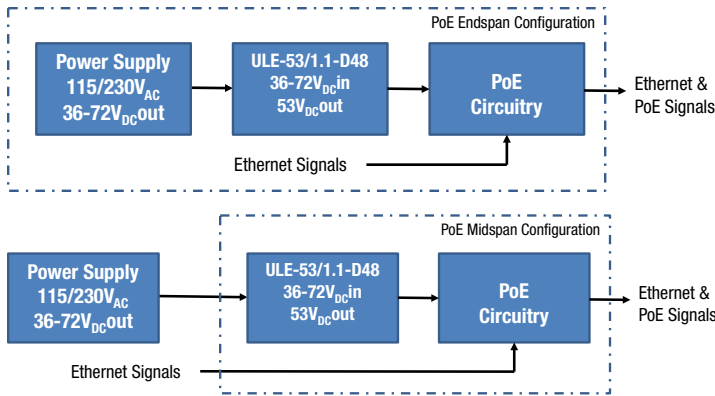 PoE Endspan Configuration
Power Supply
115/230VAC
36-72VDCout
ULE-53/1.1-D48
36-72VDCin
53VDCout
PoE
Circuitry
Ethernet &
PoE Signals
Ethernet Signals
PoE Midspan Configuration
Power Supply
115/230VAC
36-72VDCout
ULE-53/1.1-D48
36-72VDCin
53VDCout
PoE
Circuitry
Ethernet &
PoE Signals
Ethernet Signals